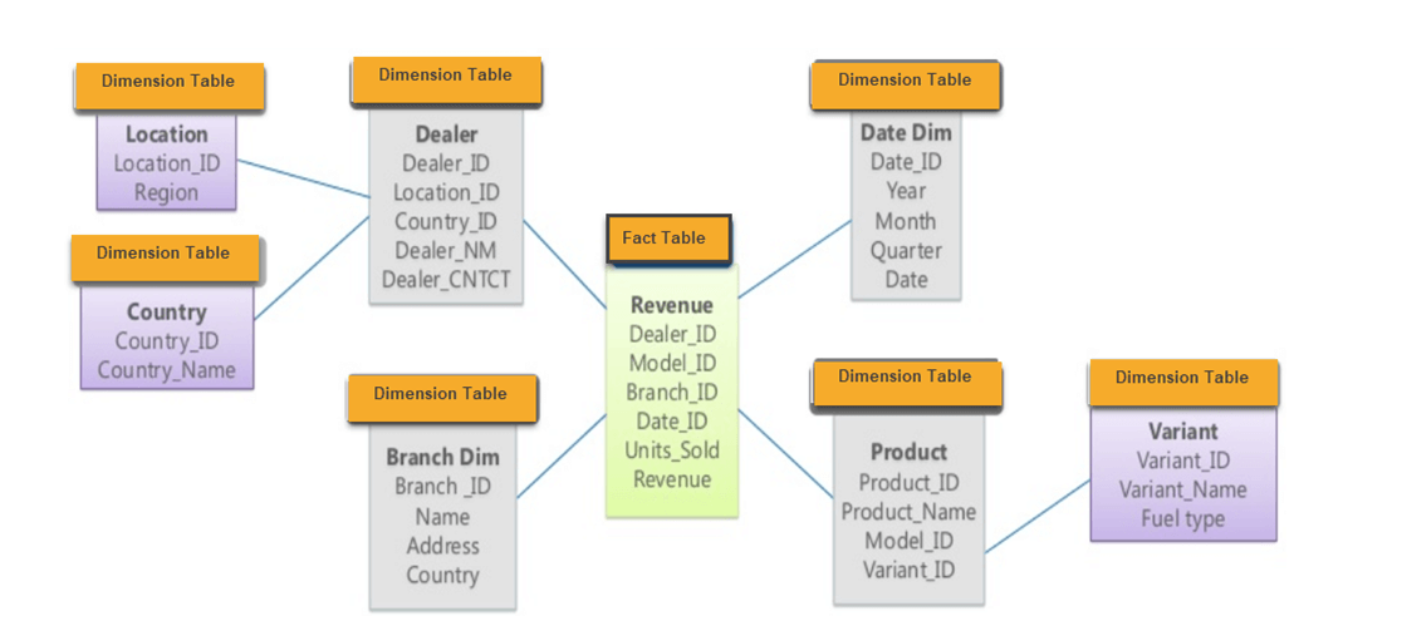 Dimension Table
Location
Location_ID
Region
Dimension Table
Country
Country_ID
Country_Name
Dimension Table
Dealer
Dealer_ID
Location_ID
Country_ID
Dealer_NM
Dealer_CNTCT
Dimension Table
Branch Dim
Branch _ID
Name
Address
Country
Fact Table
Revenue
Dealer_ID
Model_ID
Branch_ID
Date_ID
Units_Sold
Revenue
Dimension Table
Date Dim
Date_ID
Year
Month
Quarter
Date
Dimension Table
Product
Product_ID
Product_Name
Model_ID
Variant_ID
Dimension Table
Variant
Variant_ID
Variant_Name
Fuel type